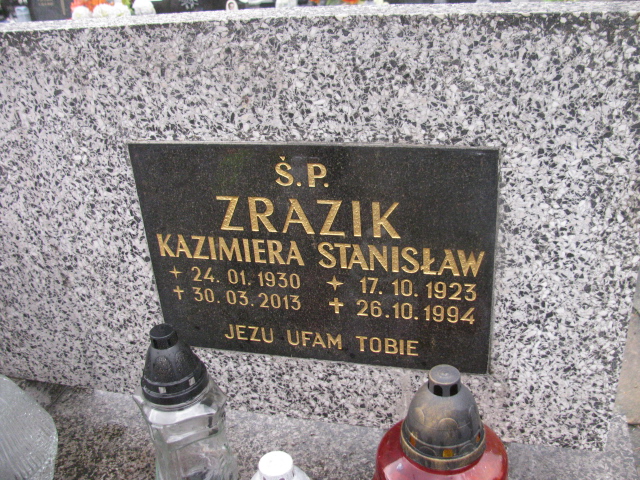 Ś.P.
ZRAZIK
KAZIMIERA STANISŁAW
✦ 24.01.1930 ✦ 17.10.1923
✝ 30.03.2013 ✝ 26.10.1994
JEZU UFAM TOBIE